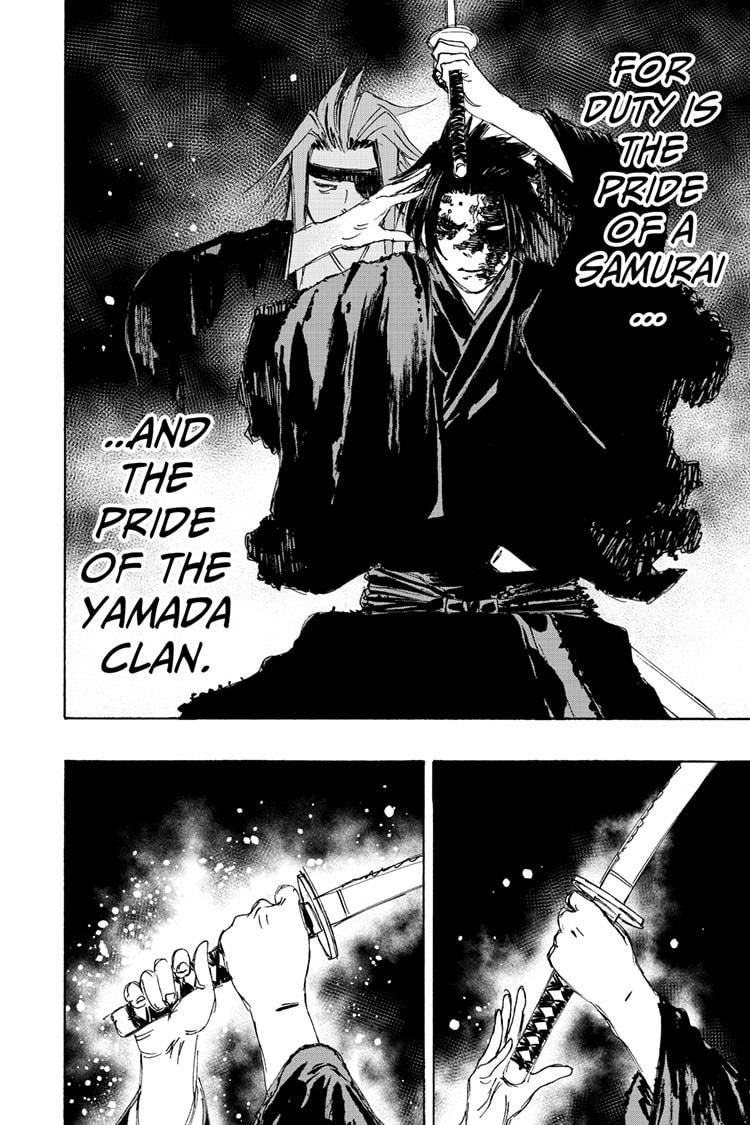 FOR
DUTY IS
THE
PRIDE
OF A
SAMURAI
...
...AND
THE
PRIDE
OF THE
YAMADA
CLAN.